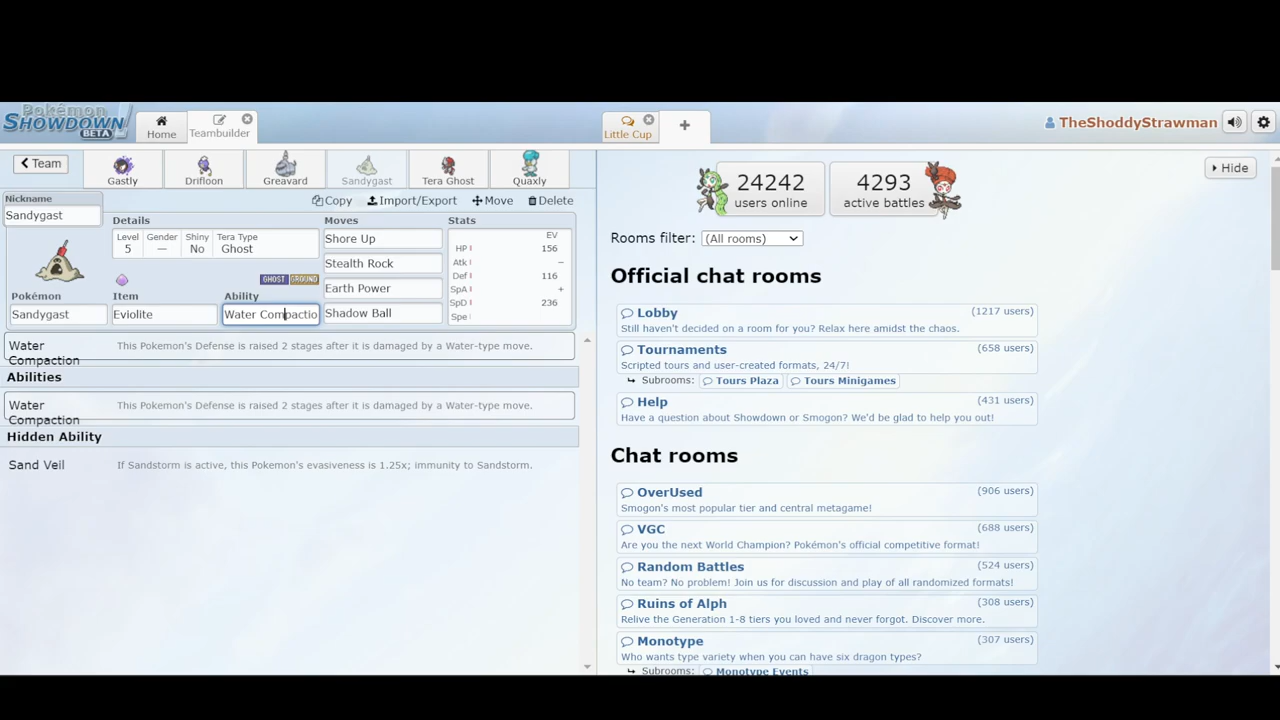 Pokémon
SHOWDOWN
BETA
Home
Teambuilder
Little Cup
+
TheShoddyStrawman
Team
Gastly
Drifloon
Greavard
Sandygast
Tera Ghost
Quaxly
Hide
Nickname
Sandygast
Copy
Import/Export
Move
Delete
Details
Level
5
Gender
—
Shiny
No
Tera Type
Ghost
GHOST
GROUND
Pokémon
Sandygast
Item
Eviolite
Ability
Water Compactio
Moves
Shore Up
Stealth Rock
Earth Power
Shadow Ball
Stats
EV
HP 156
Atk –
Def 116
SpA +
SpD 236
Spe
Water Compaction
This Pokemon's Defense is raised 2 stages after it is damaged by a Water-type move.
Abilities
Water Compaction
This Pokemon's Defense is raised 2 stages after it is damaged by a Water-type move.
Hidden Ability
Sand Veil
If Sandstorm is active, this Pokemon's evasiveness is 1.25x; immunity to Sandstorm.
24242
users online
4293
active battles
Rooms filter: (All rooms)
Official chat rooms
Lobby (1217 users)
Still haven't decided on a room for you? Relax here amidst the chaos.
Tournaments (658 users)
Scripted tours and user-created formats, 24/7!
Subrooms: Tours Plaza Tours Minigames
Help (431 users)
Have a question about Showdown or Smogon? We'd be glad to help you out!
Chat rooms
OverUsed (906 users)
Smogon's most popular tier and central metagame!
VGC (688 users)
Are you the next World Champion? Pokémon's official competitive format!
Random Battles (524 users)
No team? No problem! Join us for discussion and play of all randomized formats!
Ruins of Alph (308 users)
Relive the Generation 1-8 tiers you loved and never forgot. Discover more.
Monotype (307 users)
Who wants type variety when you can have six dragon types?
Subrooms: Monotype Events